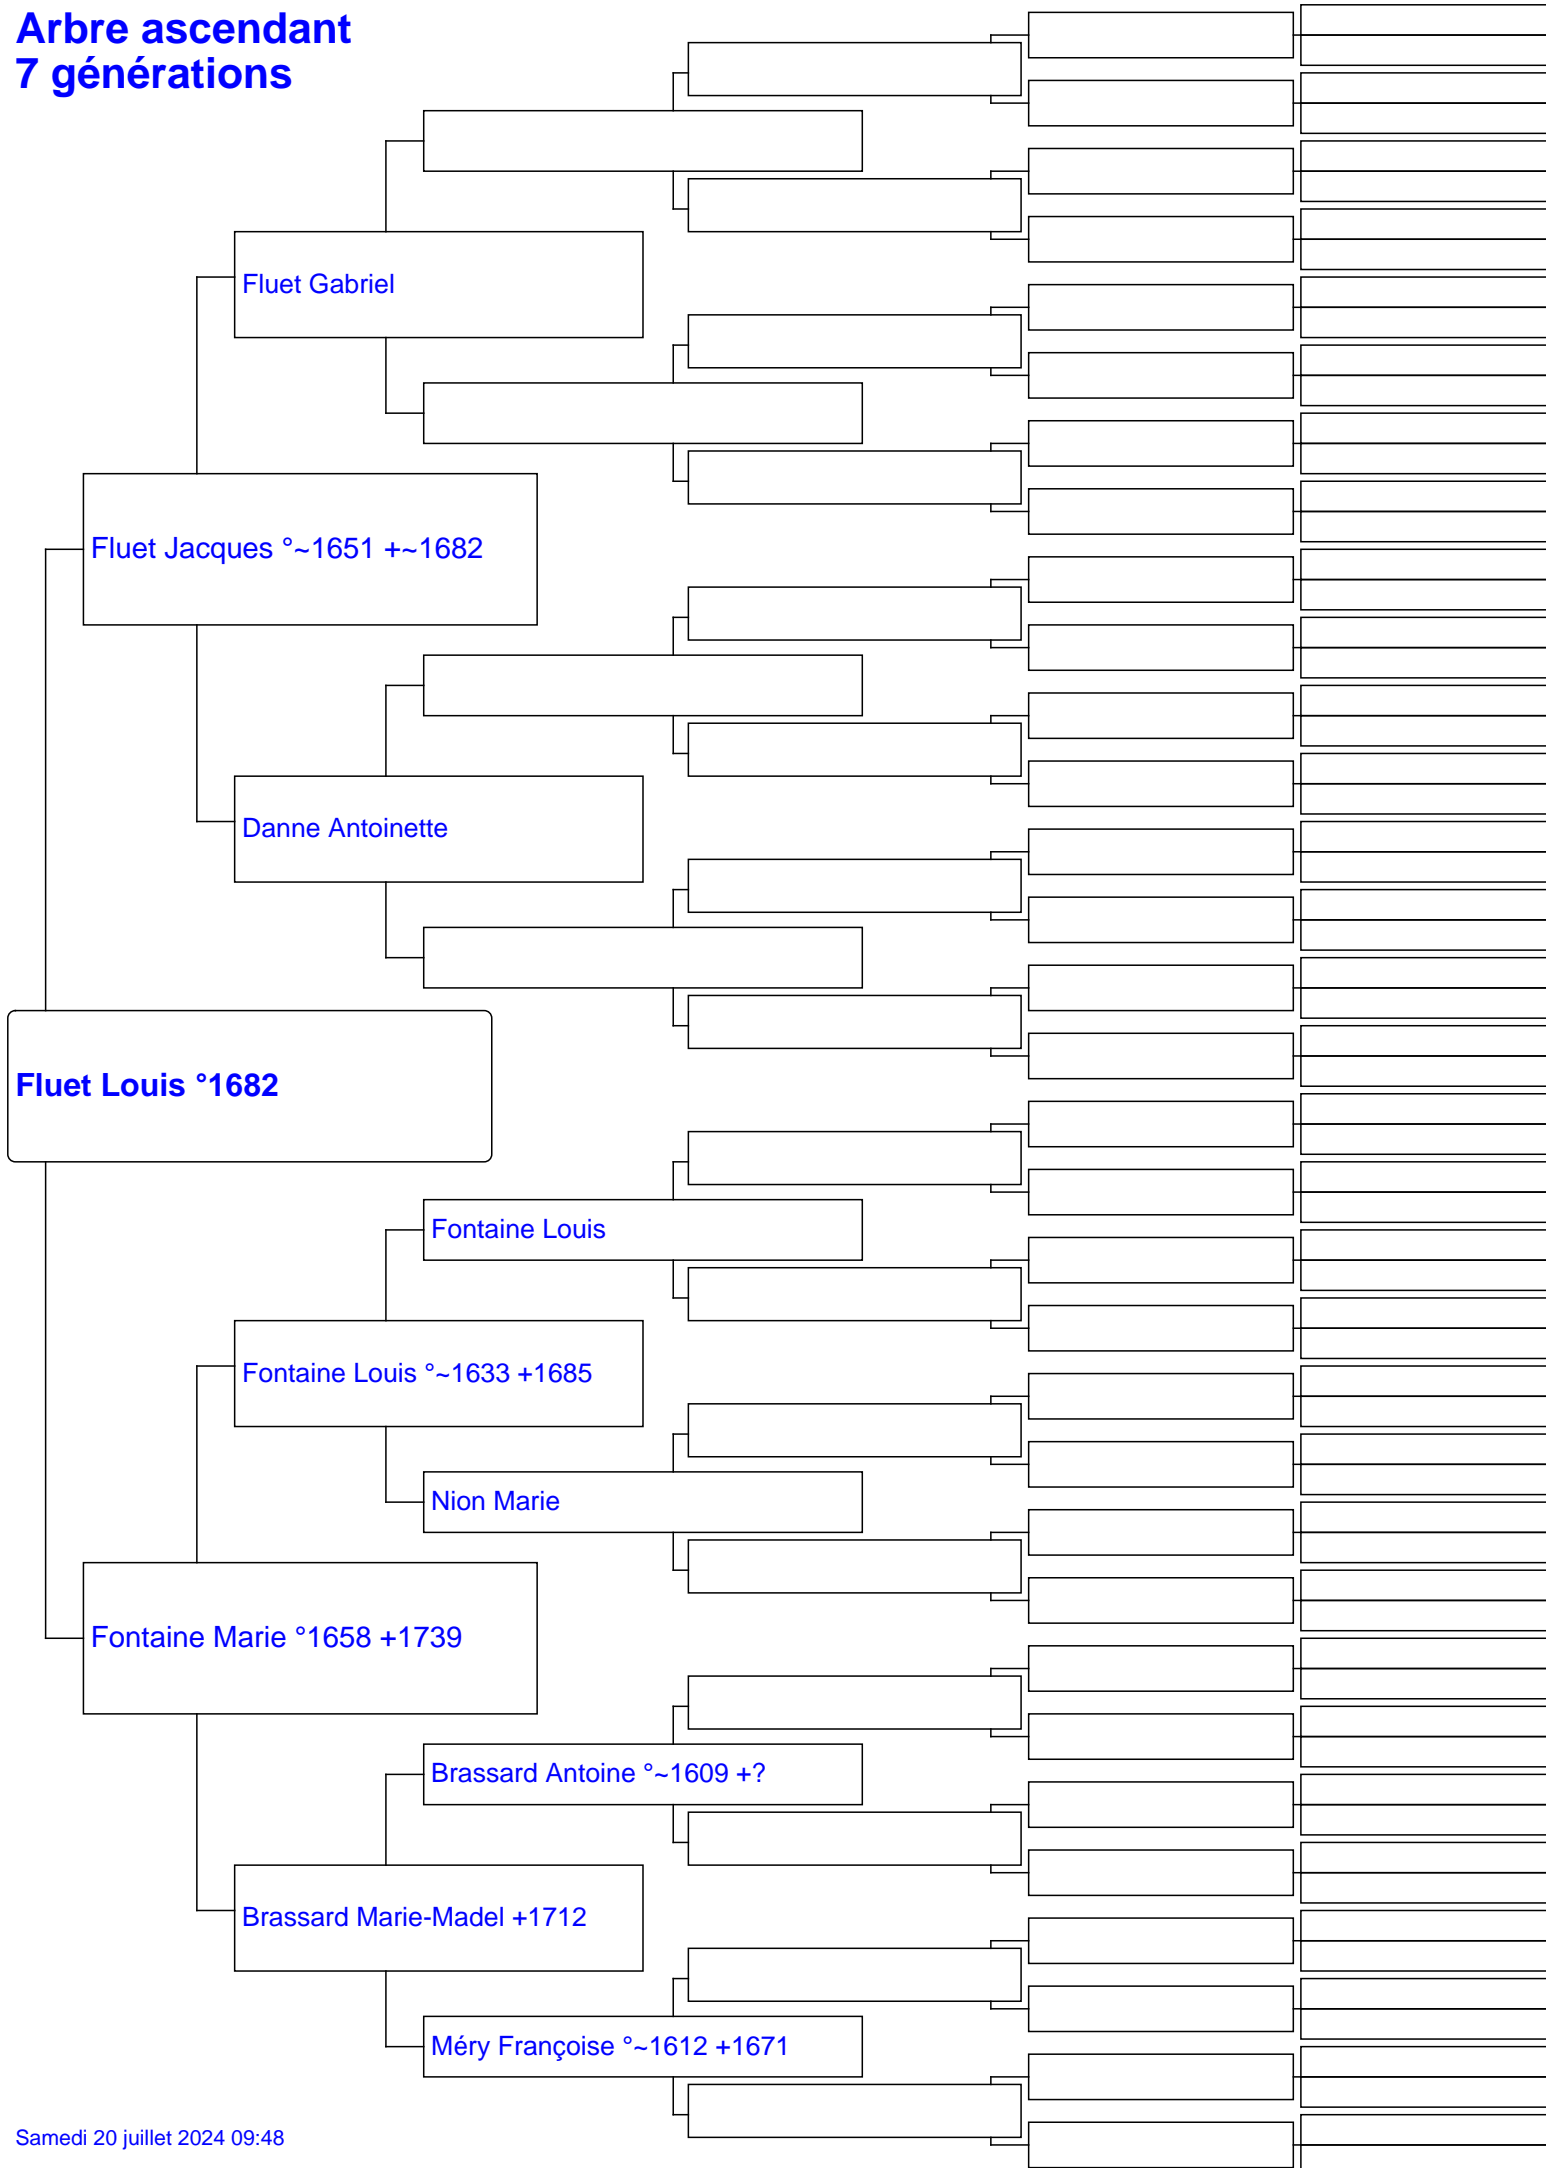 Arbre ascendant
7 générations
Fluet Gabriel
Fluet Jacques °~1651 +~1682
Danne Antoinette
Fluet Louis °1682
Fontaine Louis
Fontaine Louis °~1633 +1685
Nion Marie
Fontaine Marie °1658 +1739
Brassard Antoine °~1609 +?
Brassard Marie-Madel +1712
Méry Françoise °~1612 +1671
Samedi 20 juillet 2024 09:48